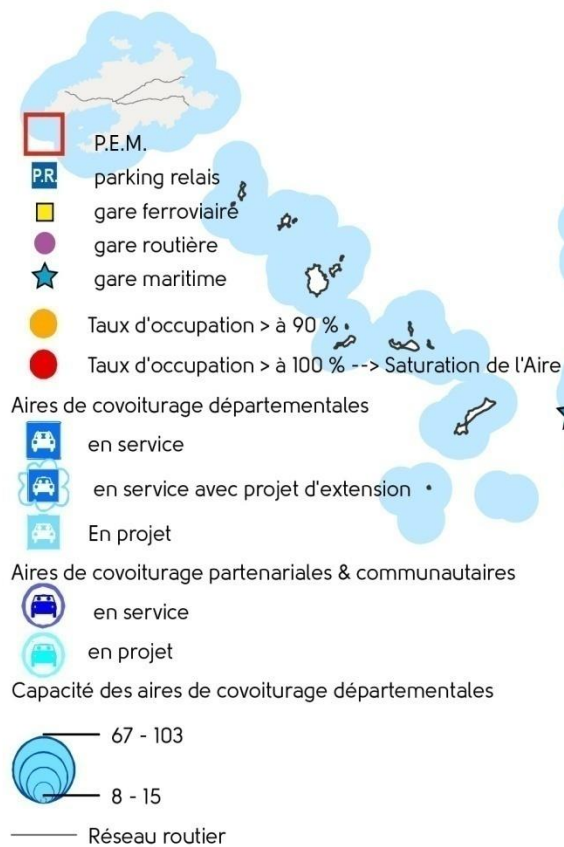 P.E.M.
P.R. parking relais
gare ferroviaire
gare routière
gare maritime
Taux d'occupation > à 90 %
Taux d'occupation > à 100 % --> Saturation de l'Aire
Aires de covoiturage départementales
en service
en service avec projet d'extension
En projet
Aires de covoiturage partenariales & communautaires
en service
en projet
Capacité des aires de covoiturage départementales
67 - 103
8 - 15
Réseau routier